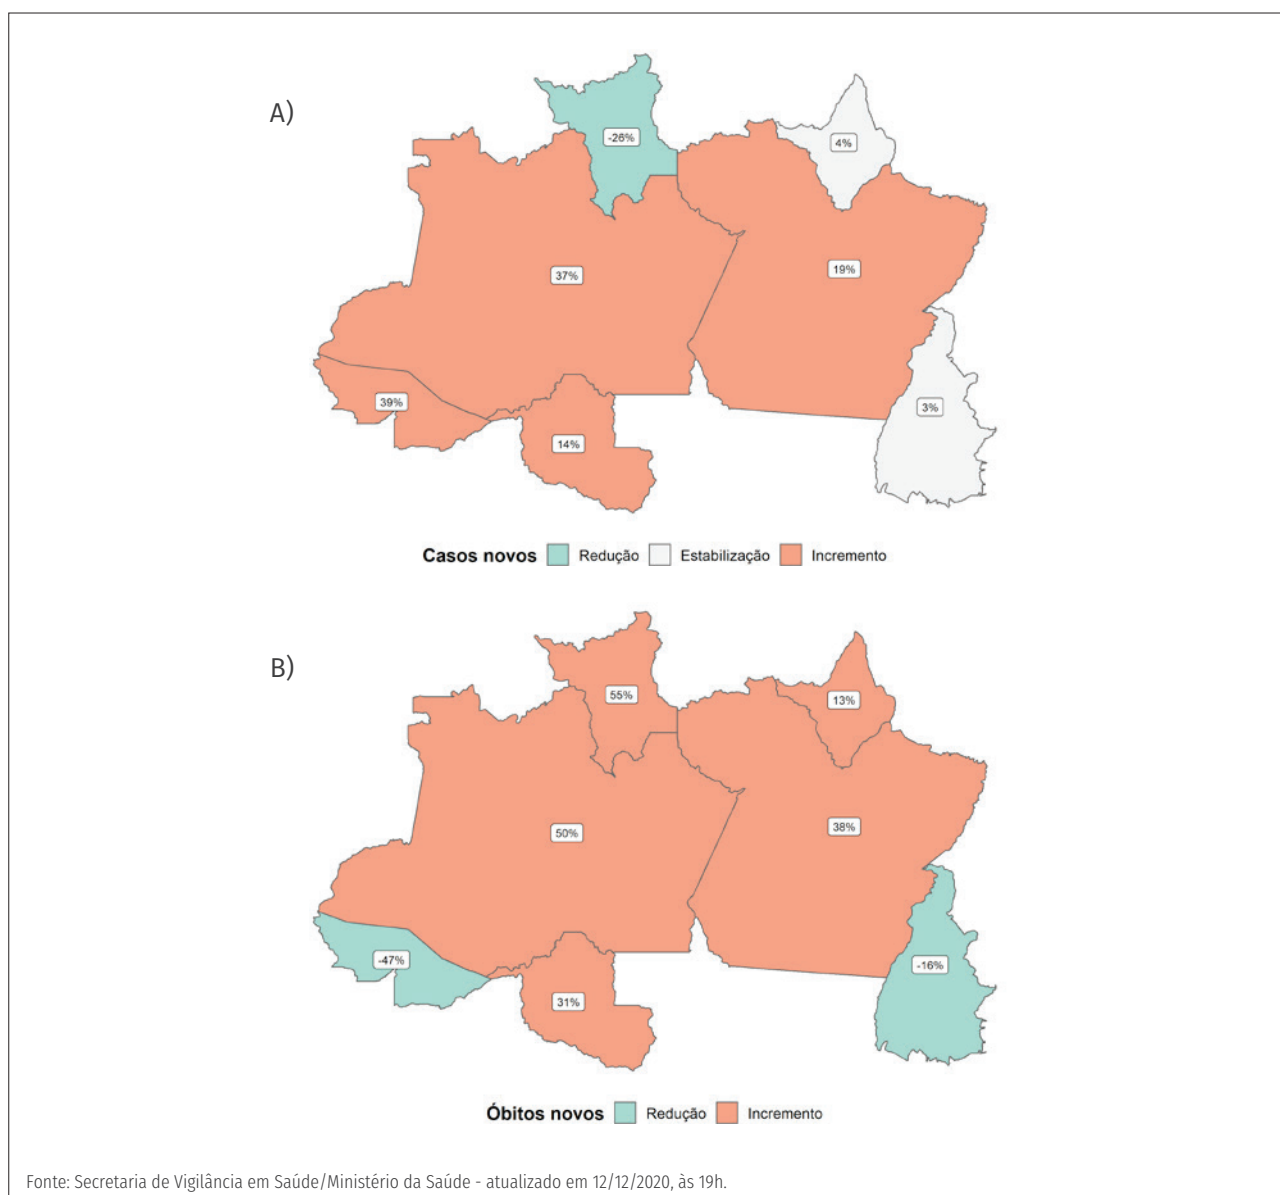 A)
-26%
4%
37%
19%
39%
3%
14%
Casos novos Redução Estabilização Incremento
B)
55%
13%
50%
38%
-47%
-16%
31%
Óbitos novos Redução Incremento
Fonte: Secretaria de Vigilância em Saúde/Ministério da Saúde - atualizado em 12/12/2020, às 19h.